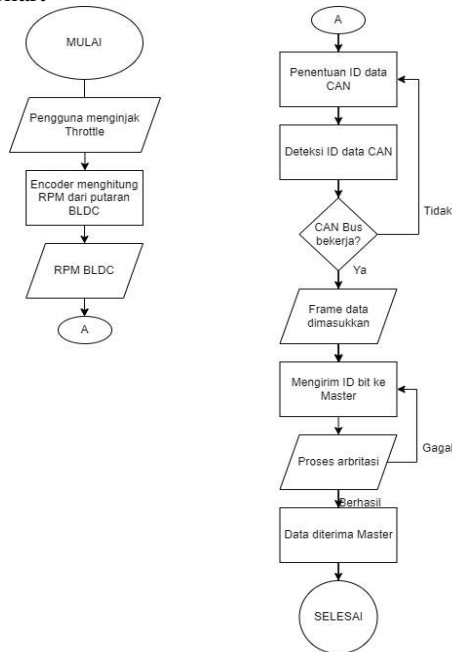 MULAI
Pengguna menginjak
Throttle
Encoder menghitung
RPM dari putaran
BLDC
RPM BLDC
A
A
Penentuan ID data
CAN
Deteksi ID data CAN
CAN Bus
bekerja?
Tidak
Ya
Frame data
dimasukkan
Mengirim ID bit ke
Master
Proses arbritasi
Gagal
Berhasil
Data diterima Master
SELESAI